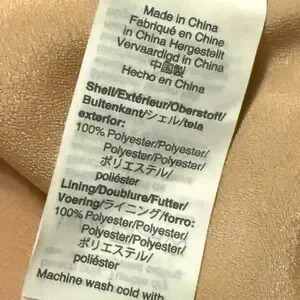 Made in China
Fabriqué en Chine
in China Hergestellt
Vervaardigd in China
中国製
Hecho en China
Shell/Extérieur/Oberstoff/
Buitenkant/シェル/tela
exterior:
100% Polyester/Polyester/
Polyester/Polyester/
ポリエステル/
poliéster
Lining/Doublure/Futter/
Voering/ライニング/forro:
100% Polyester/Polyester/
Polyester/Polyester/
ポリエステル/
poliéster
Machine wash cold with